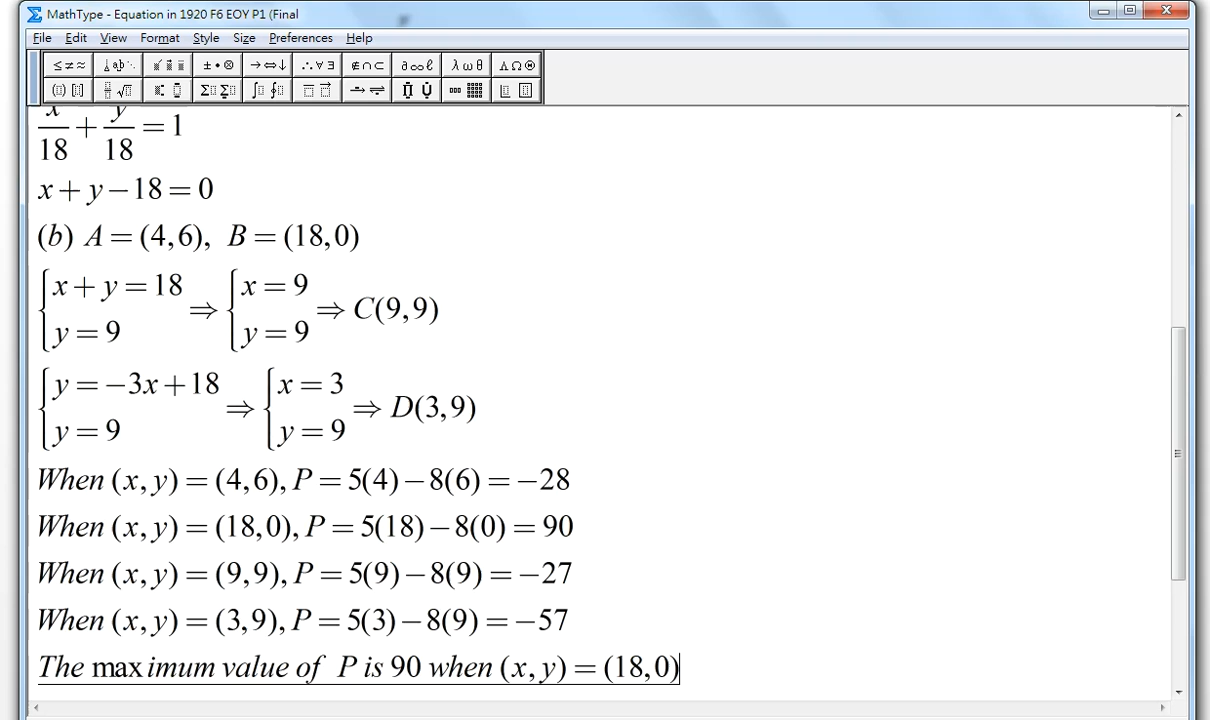 MathType - Equation in 1920 F6 EOY P1 (Final
File Edit View Format Style Size Preferences Help
x/18 + y/18 = 1
x + y − 18 = 0
(b) A = (4,6), B = (18,0)
{x + y = 18, y = 9 ⇒ {x = 9, y = 9 ⇒ C(9,9)
{y = −3x + 18, y = 9 ⇒ {x = 3, y = 9 ⇒ D(3,9)
When (x, y) = (4,6), P = 5(4) − 8(6) = −28
When (x, y) = (18,0), P = 5(18) − 8(0) = 90
When (x, y) = (9,9), P = 5(9) − 8(9) = −27
When (x, y) = (3,9), P = 5(3) − 8(9) = −57
The maximum value of P is 90 when (x, y) = (18,0)